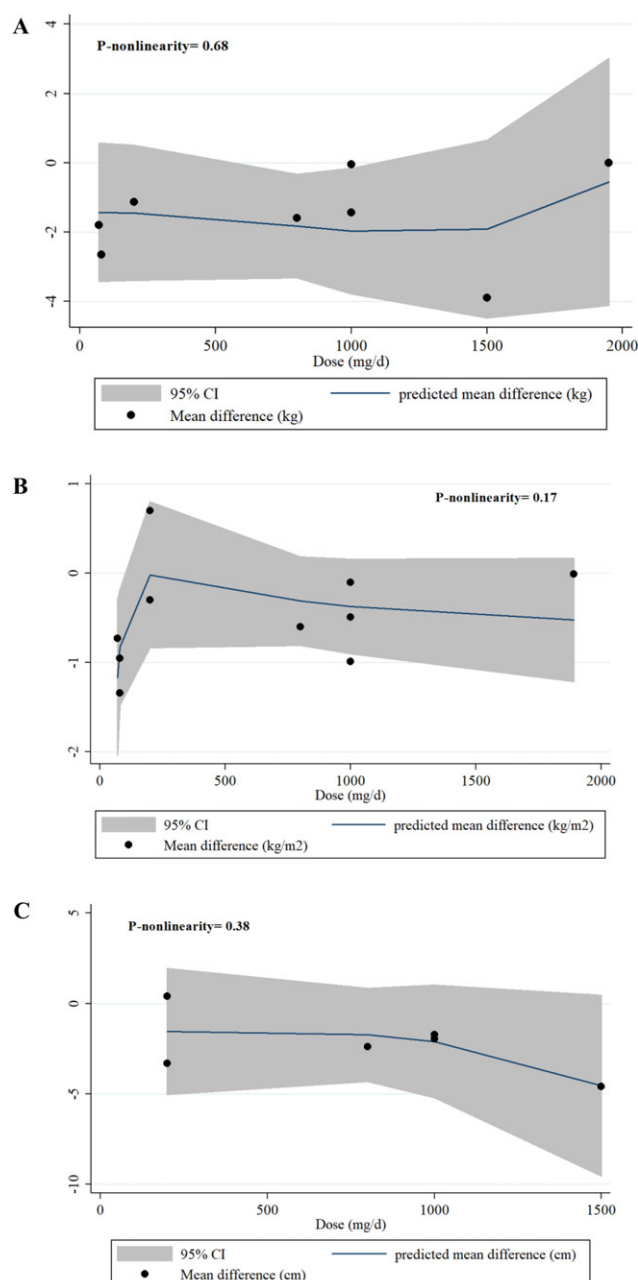 A
P-nonlinearity= 0.68
4
2
0
-2
-4
0 500 1000 1500 2000
Dose (mg/d)
95% CI predicted mean difference (kg)
Mean difference (kg)
B
P-nonlinearity= 0.17
1
0
-1
-2
0 500 1000 1500 2000
Dose (mg/d)
95% CI predicted mean difference (kg/m2)
Mean difference (kg/m2)
C
P-nonlinearity= 0.38
5
0
-5
-10
0 500 1000 1500
Dose (mg/d)
95% CI predicted mean difference (cm)
Mean difference (cm)